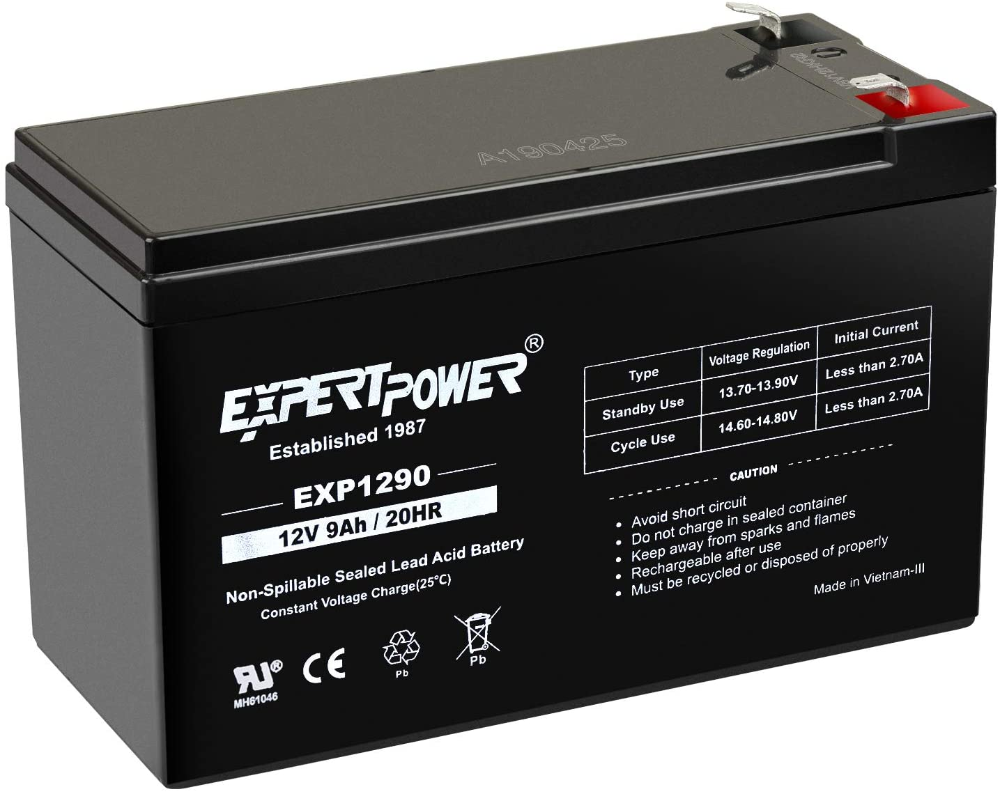 A190425
EXPERTPOWER®
Established 1987
EXP1290
12V 9Ah / 20HR
Non-Spillable Sealed Lead Acid Battery
Constant Voltage Charge(25℃)
MH61046
CE
Pb
Pb
Type Voltage Regulation Initial Current
Standby Use 13.70-13.90V Less than 2.70A
Cycle Use 14.60-14.80V Less than 2.70A
CAUTION
• Avoid short circuit
• Do not charge in sealed container
• Keep away from sparks and flames
• Rechargeable after use
• Must be recycled or disposed of properly
Made in Vietnam-III